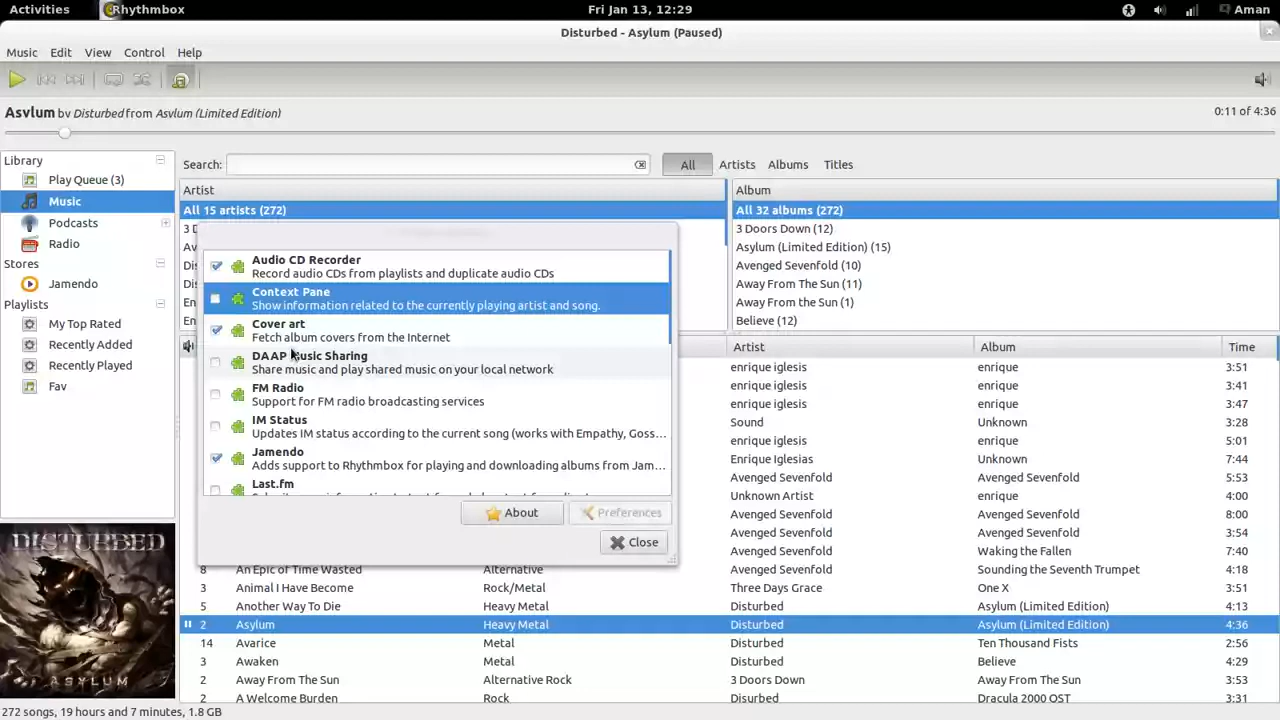 Activities
Rhythmbox
Fri Jan 13, 12:29
Aman
Disturbed - Asylum (Paused)
Music Edit View Control Help
Asylum by Disturbed from Asylum (Limited Edition)
0:11 of 4:36
Library
Play Queue (3)
Music
Podcasts
Radio
Stores
Jamendo
Playlists
My Top Rated
Recently Added
Recently Played
Fav
Search:
All Artists Albums Titles
Artist
All 15 artists (272)
3 D
Av
Di
En
En
Album
All 32 albums (272)
3 Doors Down (12)
Asylum (Limited Edition) (15)
Avenged Sevenfold (10)
Away From The Sun (11)
Away From the Sun (1)
Believe (12)
Audio CD Recorder
Record audio CDs from playlists and duplicate audio CDs
Context Pane
Show information related to the currently playing artist and song.
Cover art
Fetch album covers from the Internet
DAAP Music Sharing
Share music and play shared music on your local network
FM Radio
Support for FM radio broadcasting services
IM Status
Updates IM status according to the current song (works with Empathy, Goss...
Jamendo
Adds support to Rhythmbox for playing and downloading albums from Jam...
Last.fm
About
Preferences
Close
Artist Album Time
enrique iglesis enrique 3:51
enrique iglesis enrique 3:41
enrique iglesis enrique 3:47
Sound Unknown 3:28
enrique iglesis enrique 5:01
Enrique Iglesias Unknown 7:44
Avenged Sevenfold Avenged Sevenfold 5:53
Unknown Artist enrique 4:00
Avenged Sevenfold Avenged Sevenfold 8:00
Avenged Sevenfold Avenged Sevenfold 3:54
Avenged Sevenfold Waking the Fallen 7:40
8 An Epic of Time Wasted Alternative Avenged Sevenfold Sounding the Seventh Trumpet 4:18
3 Animal I Have Become Rock/Metal Three Days Grace One X 3:51
5 Another Way To Die Heavy Metal Disturbed Asylum (Limited Edition) 4:13
2 Asylum Heavy Metal Disturbed Asylum (Limited Edition) 4:36
14 Avarice Metal Disturbed Ten Thousand Fists 2:56
3 Awaken Metal Disturbed Believe 4:29
2 Away From The Sun Alternative Rock 3 Doors Down Away From The Sun 3:53
2 A Welcome Burden Rock Disurbed Dracula 2000 OST 3:31
DISTURBED
ASYLUM
272 songs, 19 hours and 7 minutes, 1.8 GB